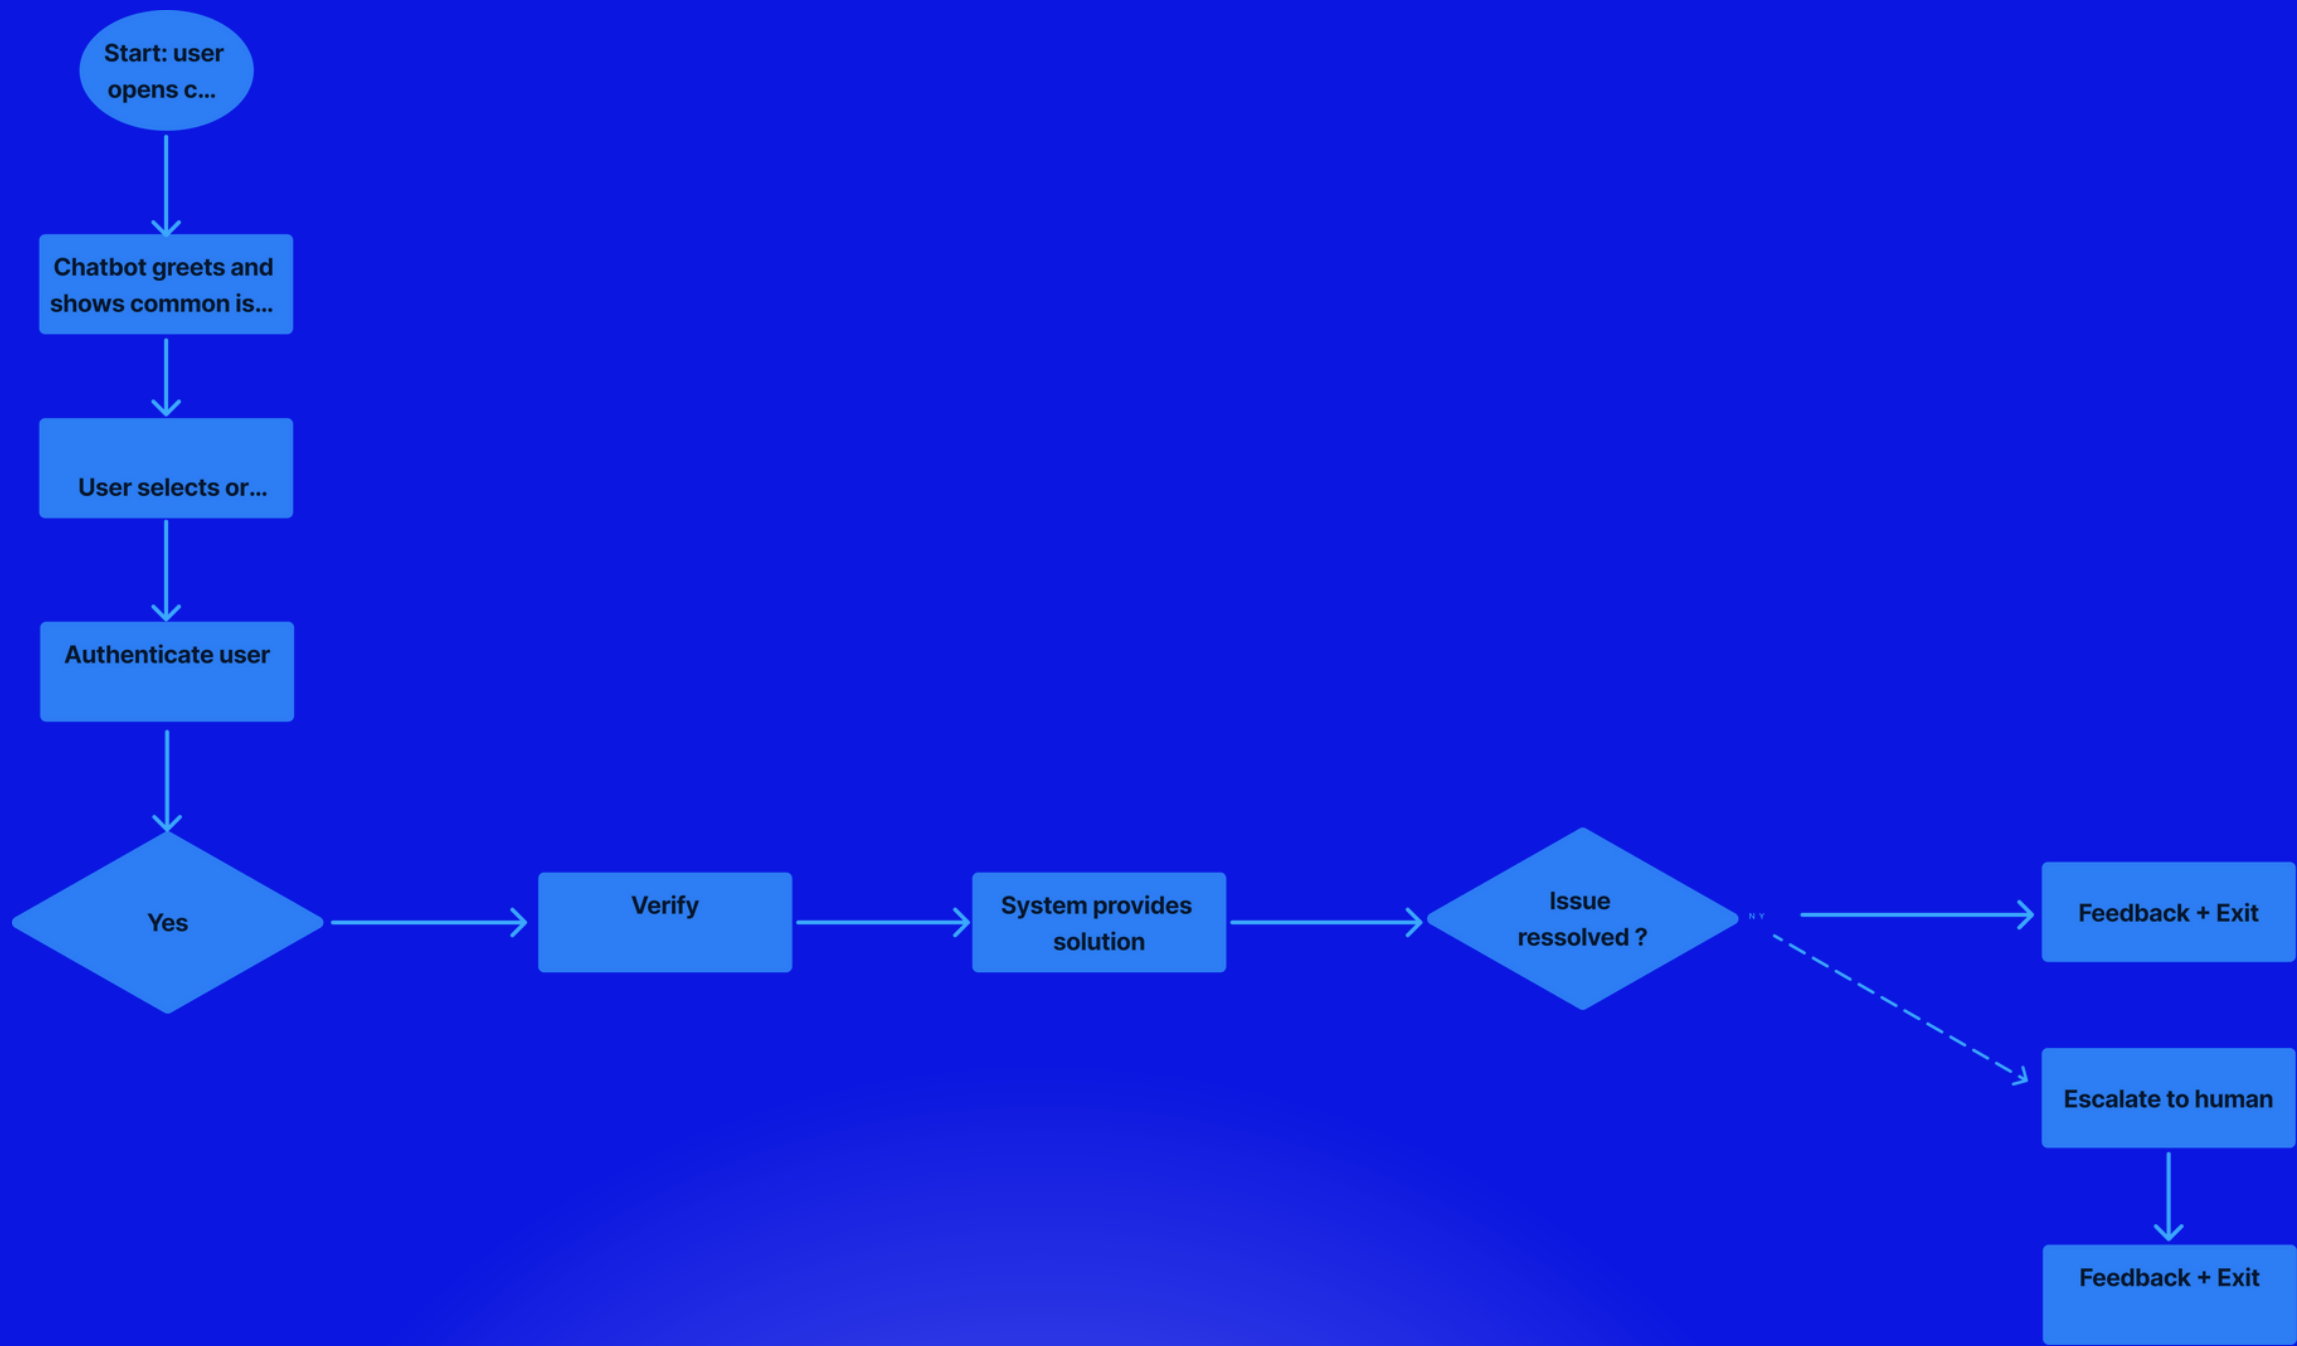 Start: user
opens c...
Chatbot greets and
shows common is...
User selects or...
Authenticate user
Yes
Verify
System provides
solution
Issue
ressolved ?
N Y
Feedback + Exit
Escalate to human
Feedback + Exit